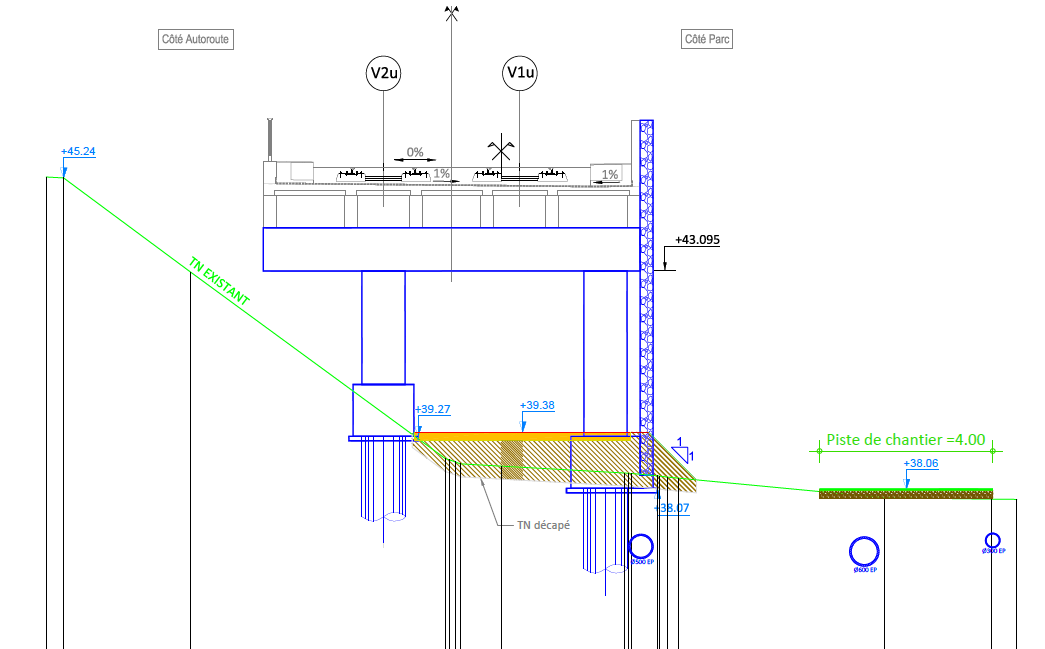 Côté Autoroute
Côté Parc
V2u
V1u
+45.24
0%
1%
1%
+43.095
TN EXISTANT
+39.27
+39.38
1
1
Piste de chantier =4.00
+38.06
+38.07
TN décapé
Ø500 EP
Ø600 EP
Ø300 EP